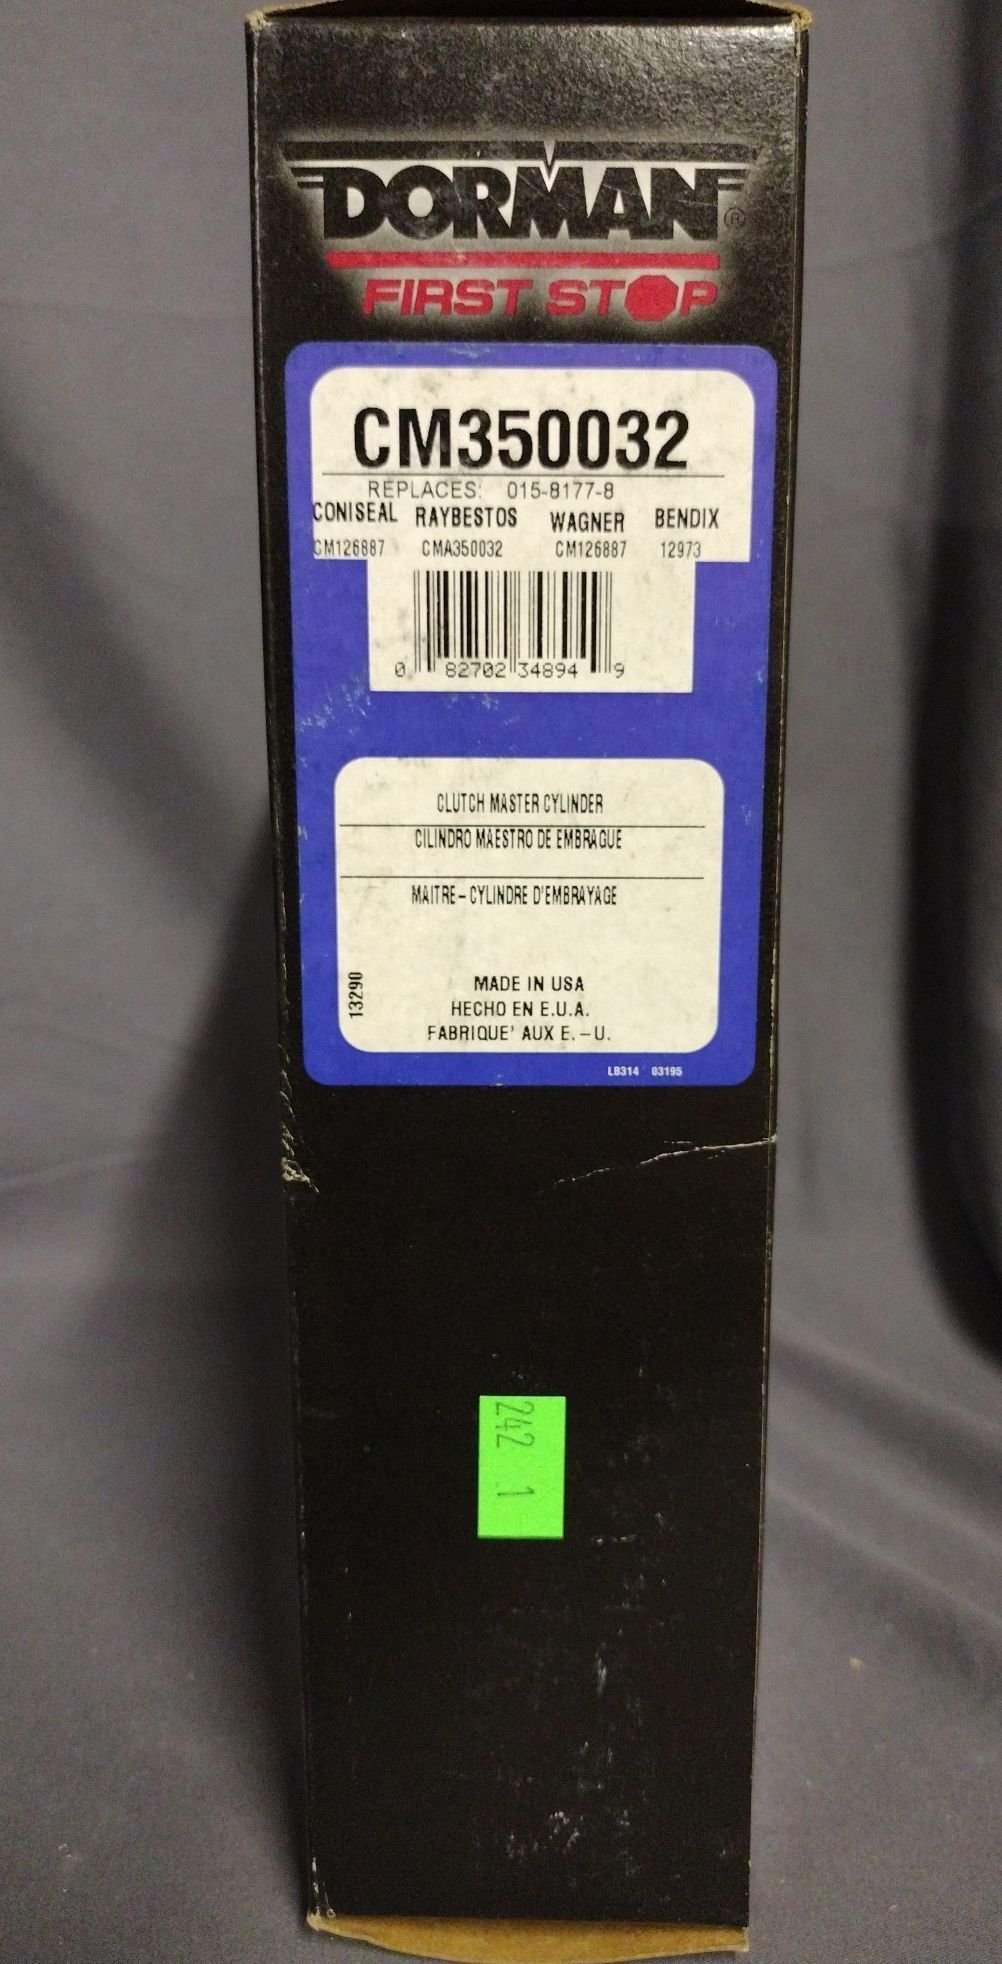 DORMAN®
FIRST STOP
CM350032
REPLACES: 015-8177-8
CONISEAL RAYBESTOS WAGNER BENDIX
CM126887 CMA350032 CM126887 12973
0 82702 34894 9
CLUTCH MASTER CYLINDER
CILINDRO MAESTRO DE EMBRAGUE
MAITRE-CYLINDRE D'EMBRAYAGE
13290
MADE IN USA
HECHO EN E.U.A.
FABRIQUE' AUX E.-U.
LB314 03195
242 1